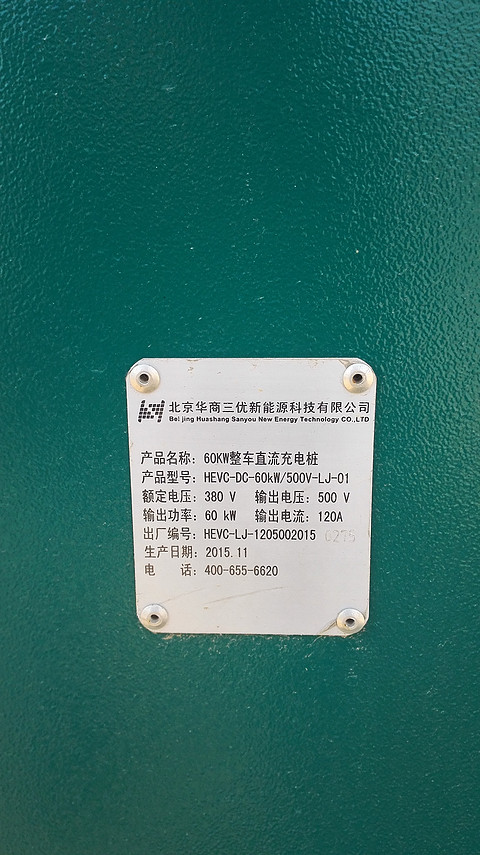 北京华商三优新能源科技有限公司
Beijing Huashang Sanyou New Energy Technology CO.,LTD
产品名称：60KW整车直流充电桩
产品型号：HEVC-DC-60kW/500V-LJ-01
额定电压：380 V 输出电压：500 V
输出功率：60 kW 输出电流：120A
出厂编号：HEVC-LJ-1205002015 6275
生产日期：2015.11
电 话：400-655-6620